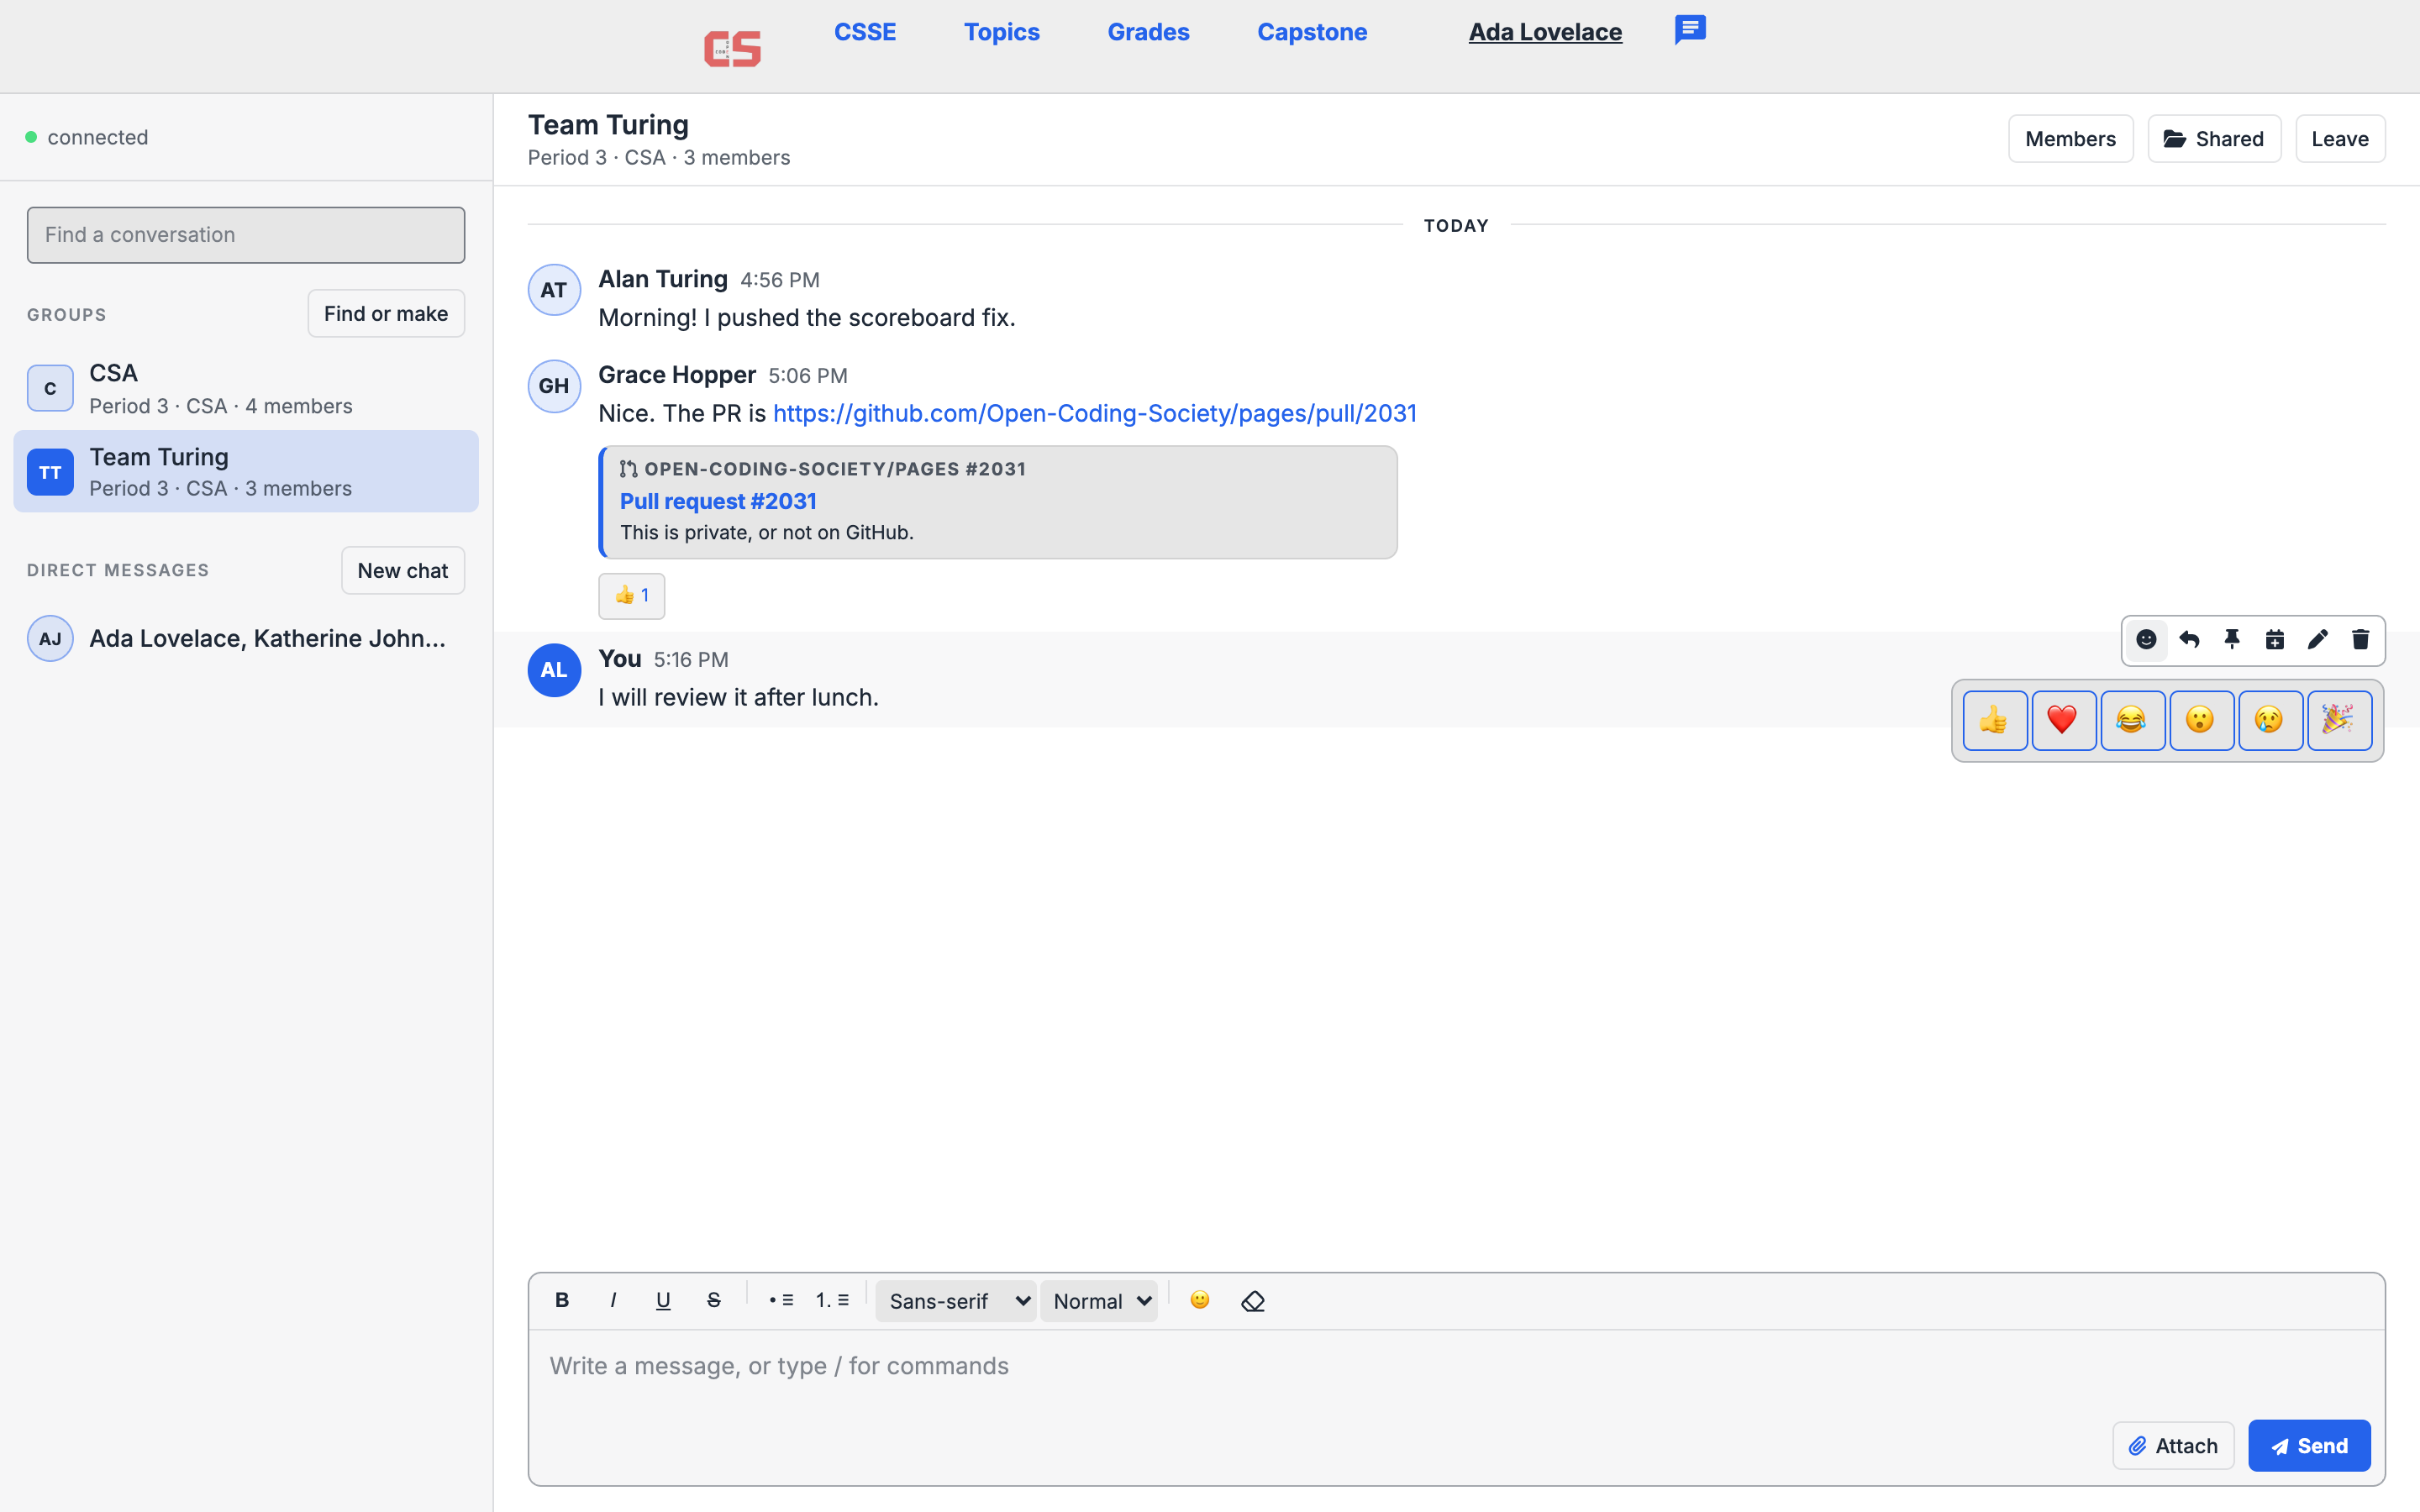 CS
CSSE
Topics
Grades
Capstone
Ada Lovelace
connected
Find a conversation
GROUPS
Find or make
C
CSA
Period 3 · CSA · 4 members
TT
Team Turing
Period 3 · CSA · 3 members
DIRECT MESSAGES
New chat
AJ
Ada Lovelace, Katherine John...
Team Turing
Period 3 · CSA · 3 members
Members
Shared
Leave
TODAY
AT
Alan Turing 4:56 PM
Morning! I pushed the scoreboard fix.
GH
Grace Hopper 5:06 PM
Nice. The PR is https://github.com/Open-Coding-Society/pages/pull/2031
OPEN-CODING-SOCIETY/PAGES #2031
Pull request #2031
This is private, or not on GitHub.
👍 1
AL
You 5:16 PM
I will review it after lunch.
B I U S
1.
Sans-serif
Normal
Write a message, or type / for commands
Attach
Send